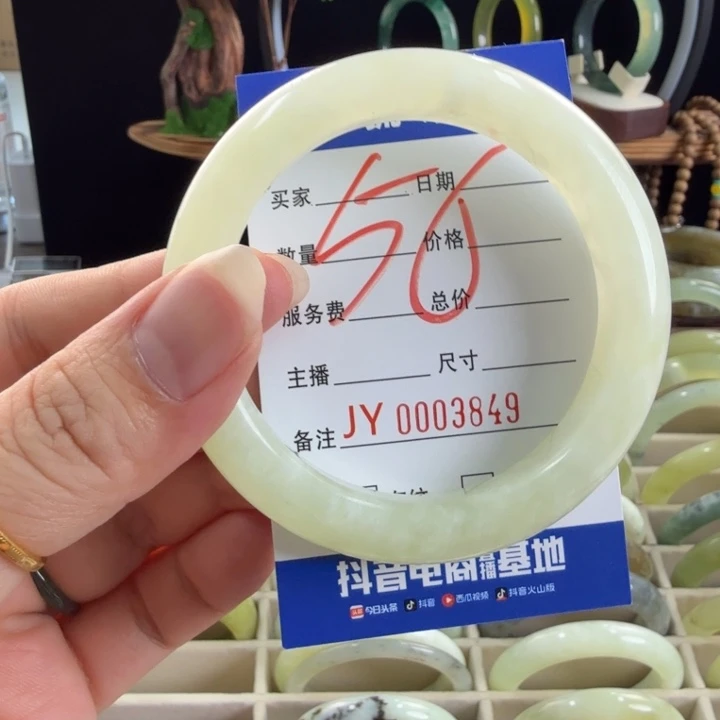 56
买家 日期
数量 价格
服务费 总价
主播 尺寸
备注 JY 0003849
抖音电商直播基地
头条 今日头条 抖音 西瓜视频 抖音火山版